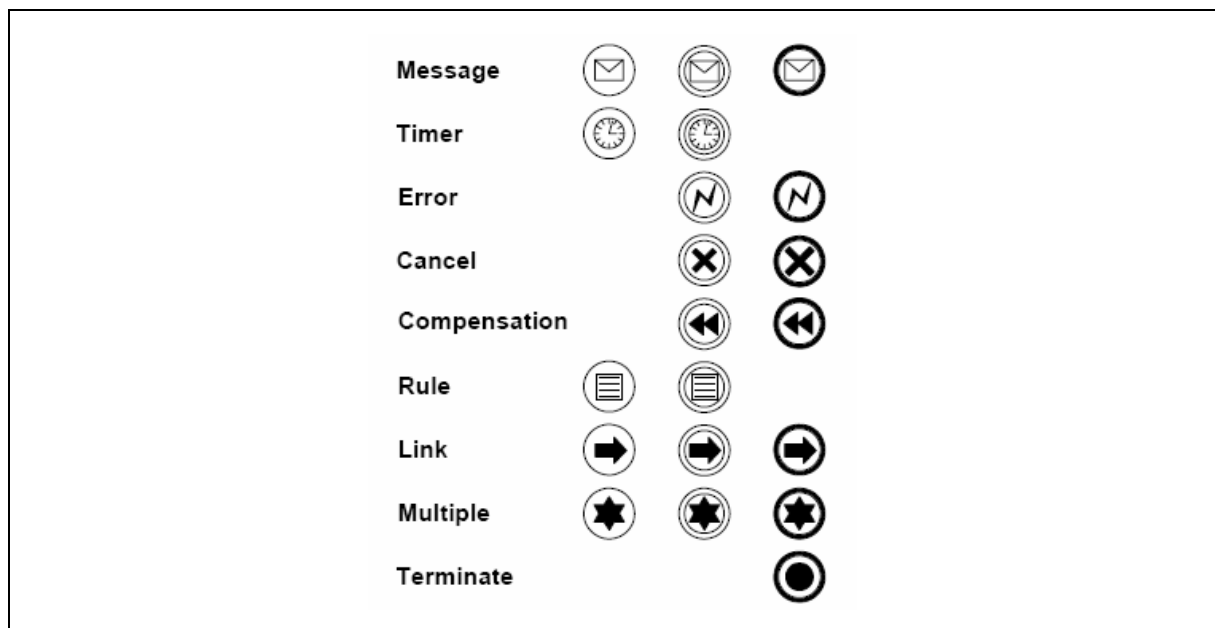 Message
Timer
Error
Cancel
Compensation
Rule
Link
Multiple
Terminate